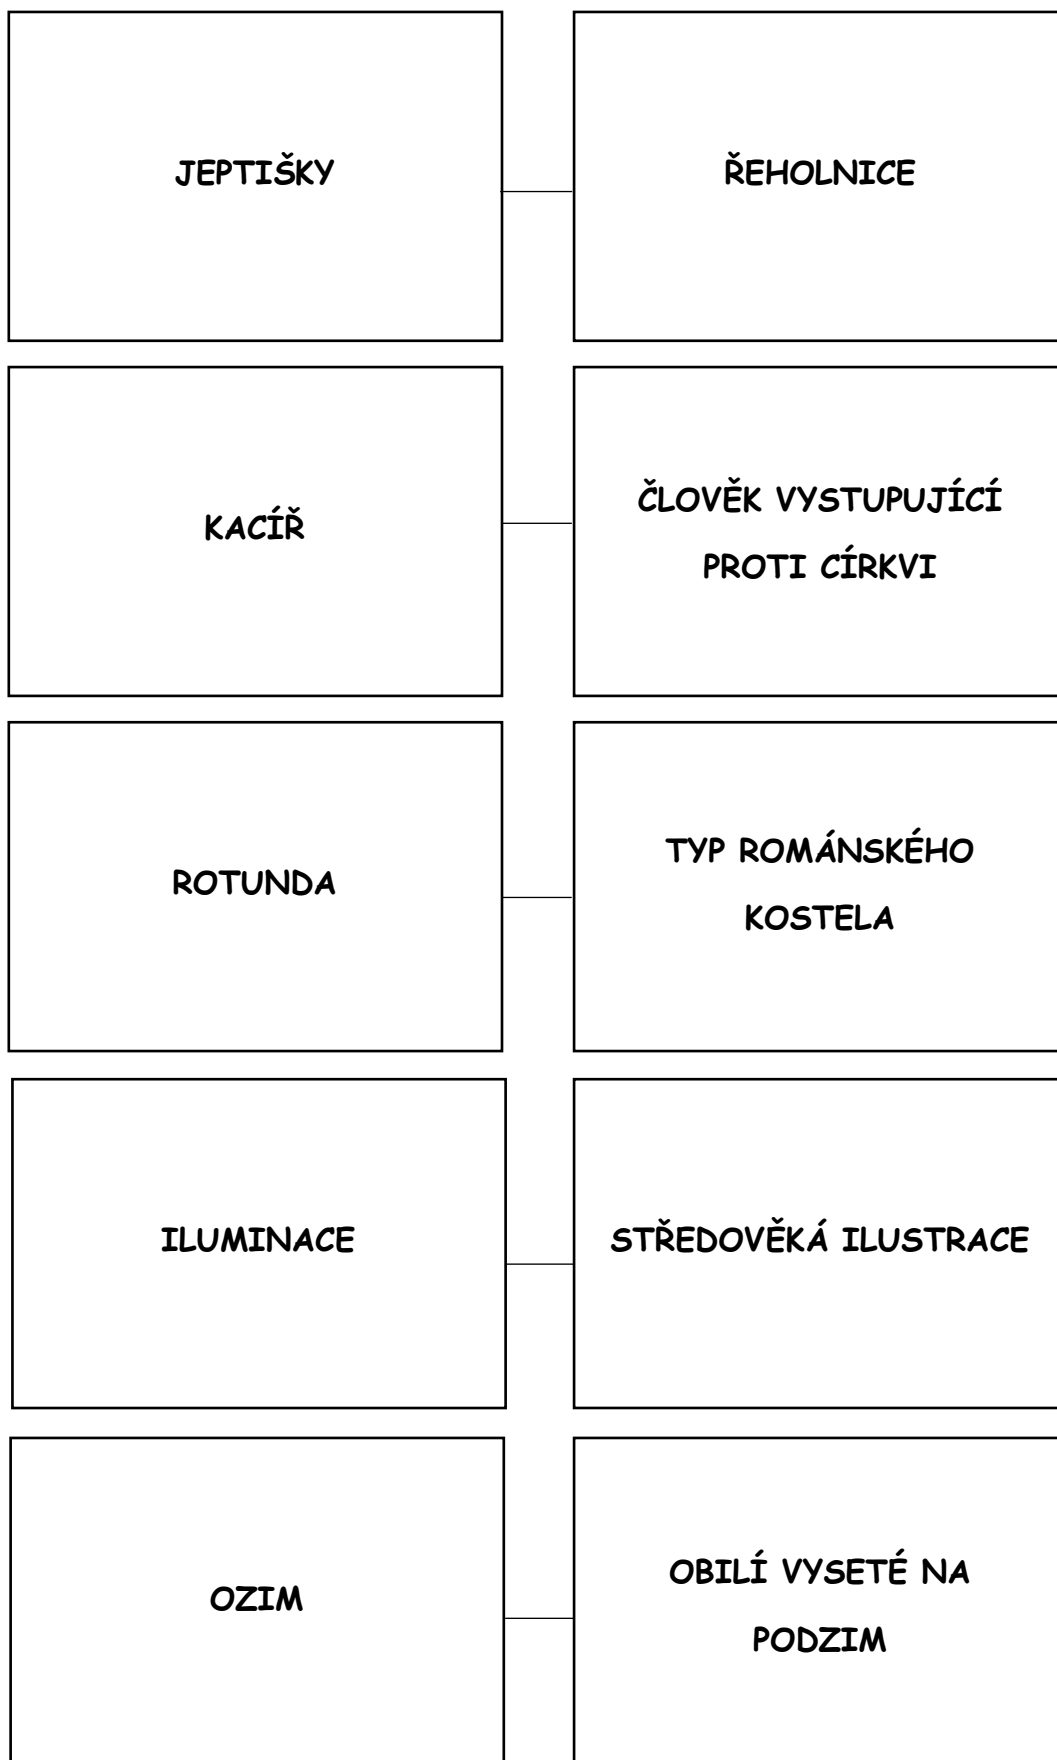 JEPTIŠKY
ŘEHOLNICE
KACÍŘ
ČLOVĚK VYSTUPUJÍCÍ
PROTI CÍRKVI
ROTUNDA
TYP ROMÁNSKÉHO
KOSTELA
ILUMINACE
STŘEDOVĚKÁ ILUSTRACE
OZIM
OBILÍ VYSETÉ NA
PODZIM